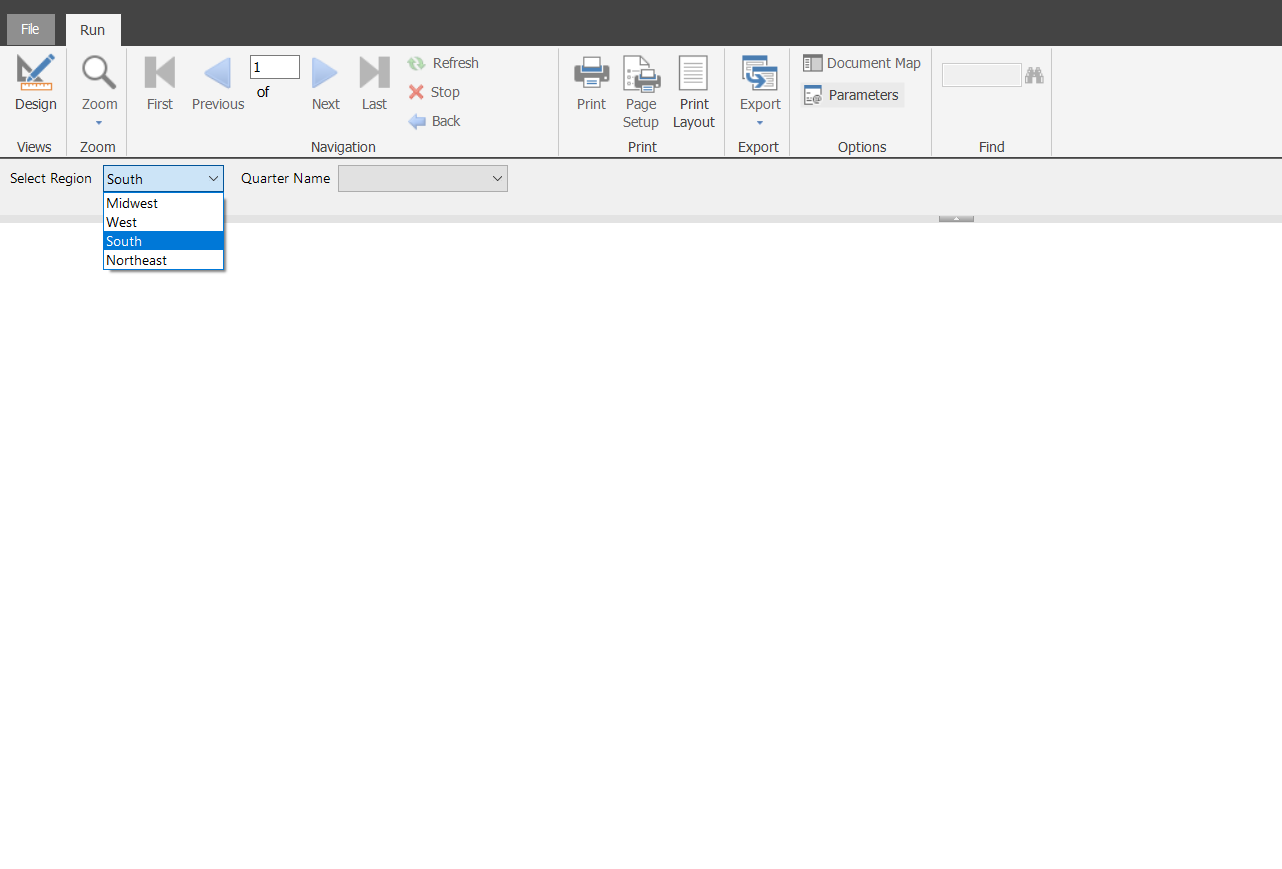 File
Run
Design
Views
Zoom
Zoom
First
Previous
1
of
Next
Last
Refresh
Stop
Back
Navigation
Print
Page
Setup
Print
Layout
Print
Export
Export
Document Map
Parameters
Options
Find
Select Region
South
Quarter Name
Midwest
West
South
Northeast